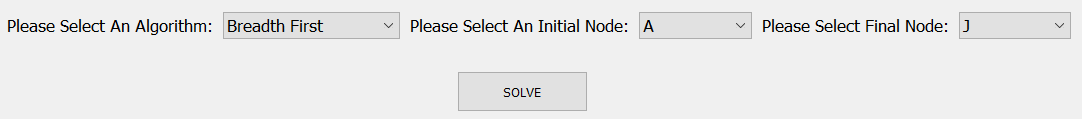 Please Select An Algorithm: Breadth First Please Select An Initial Node: A Please Select Final Node: J
SOLVE